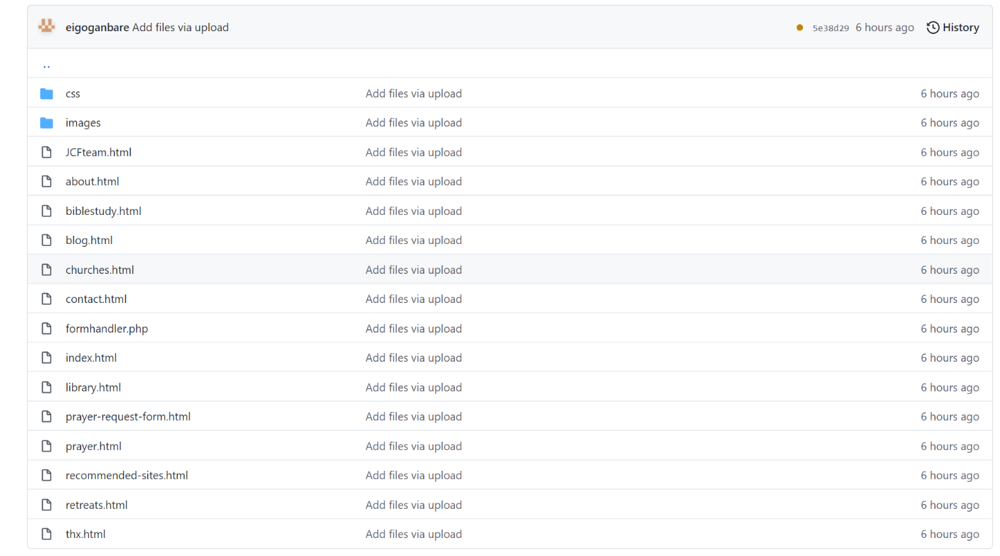 eigoganbare Add files via upload 5e38d29 6 hours ago History
..
css Add files via upload 6 hours ago
images Add files via upload 6 hours ago
JCFteam.html Add files via upload 6 hours ago
about.html Add files via upload 6 hours ago
biblestudy.html Add files via upload 6 hours ago
blog.html Add files via upload 6 hours ago
churches.html Add files via upload 6 hours ago
contact.html Add files via upload 6 hours ago
formhandler.php Add files via upload 6 hours ago
index.html Add files via upload 6 hours ago
library.html Add files via upload 6 hours ago
prayer-request-form.html Add files via upload 6 hours ago
prayer.html Add files via upload 6 hours ago
recommended-sites.html Add files via upload 6 hours ago
retreats.html Add files via upload 6 hours ago
thx.html Add files via upload 6 hours ago